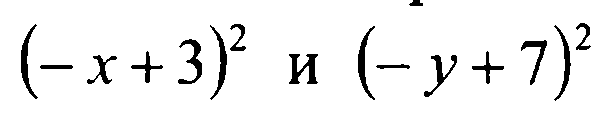 (− x + 3)² и (− y + 7)²